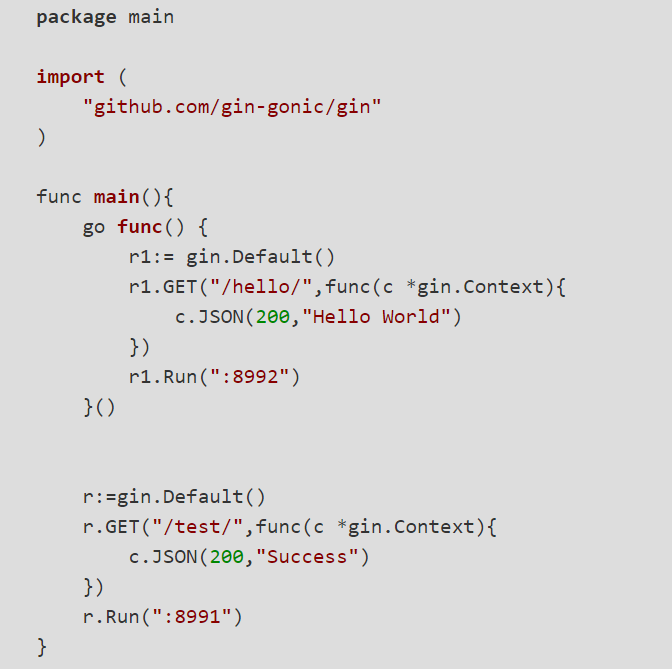 package main
import (
"github.com/gin-gonic/gin"
)
func main(){
go func() {
r1:= gin.Default()
r1.GET("/hello/",func(c *gin.Context){
c.JSON(200,"Hello World")
})
r1.Run(":8992")
}()
r:=gin.Default()
r.GET("/test/",func(c *gin.Context){
c.JSON(200,"Success")
})
r.Run(":8991")
}